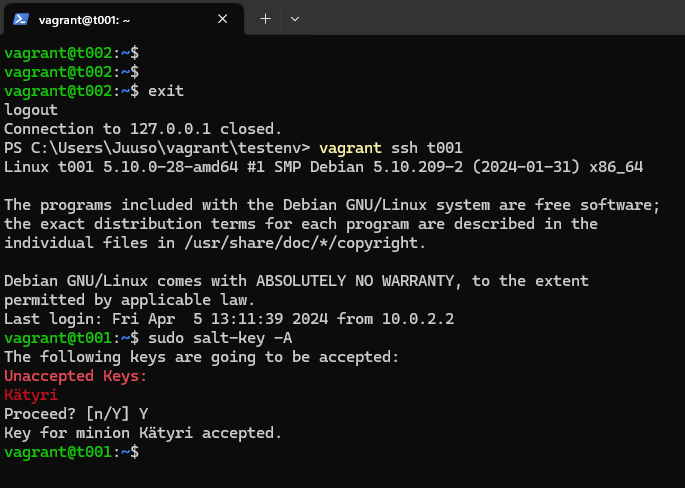 vagrant@t001: ~
vagrant@t002:~$
vagrant@t002:~$
vagrant@t002:~$ exit
logout
Connection to 127.0.0.1 closed.
PS C:\Users\Juuso\vagrant\testenv> vagrant ssh t001
Linux t001 5.10.0-28-amd64 #1 SMP Debian 5.10.209-2 (2024-01-31) x86_64
The programs included with the Debian GNU/Linux system are free software;
the exact distribution terms for each program are described in the
individual files in /usr/share/doc/*/copyright.
Debian GNU/Linux comes with ABSOLUTELY NO WARRANTY, to the extent
permitted by applicable law.
Last login: Fri Apr  5 13:11:39 2024 from 10.0.2.2
vagrant@t001:~$ sudo salt-key -A
The following keys are going to be accepted:
Unaccepted Keys:
Kätyri
Proceed? [n/Y] Y
Key for minion Kätyri accepted.
vagrant@t001:~$